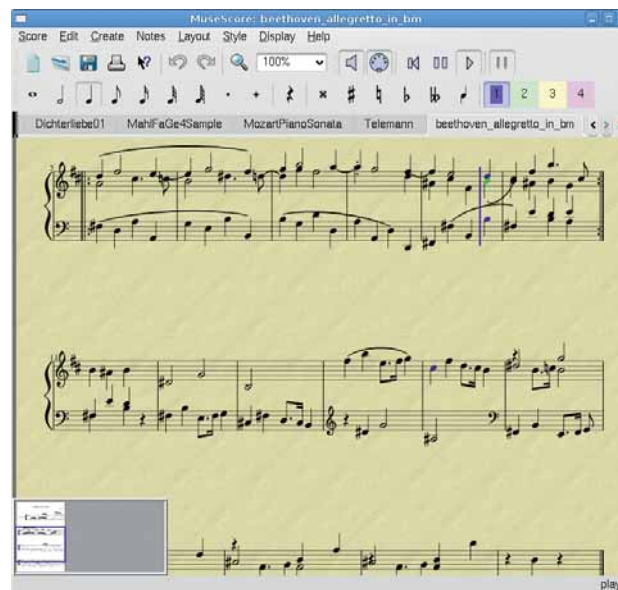 MuseScore: beethoven_allegretto_in_bm
Score Edit Create Notes Layout Style Display Help
100%
1 2 3 4
Dichterliebe01 MahlFaGe4Sample MozartPianoSonata Telemann beethoven_allegretto_in_bm
play